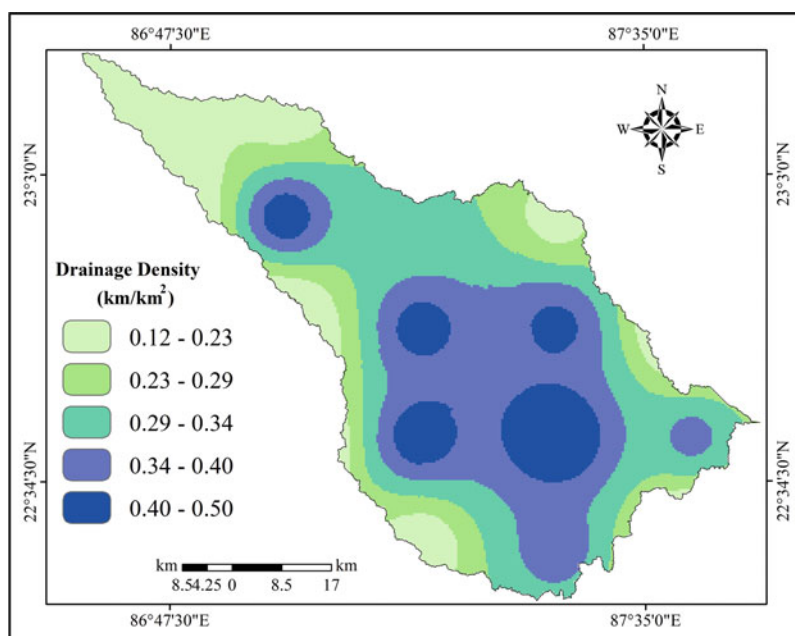 86°47'30"E 87°35'0"E
N
W E
S
23°3'0"N 23°3'0"N
Drainage Density
(km/km²)
0.12 - 0.23
0.23 - 0.29
0.29 - 0.34
0.34 - 0.40
0.40 - 0.50
22°34'30"N 22°34'30"N
km km
8.54.25 0 8.5 17
86°47'30"E 87°35'0"E